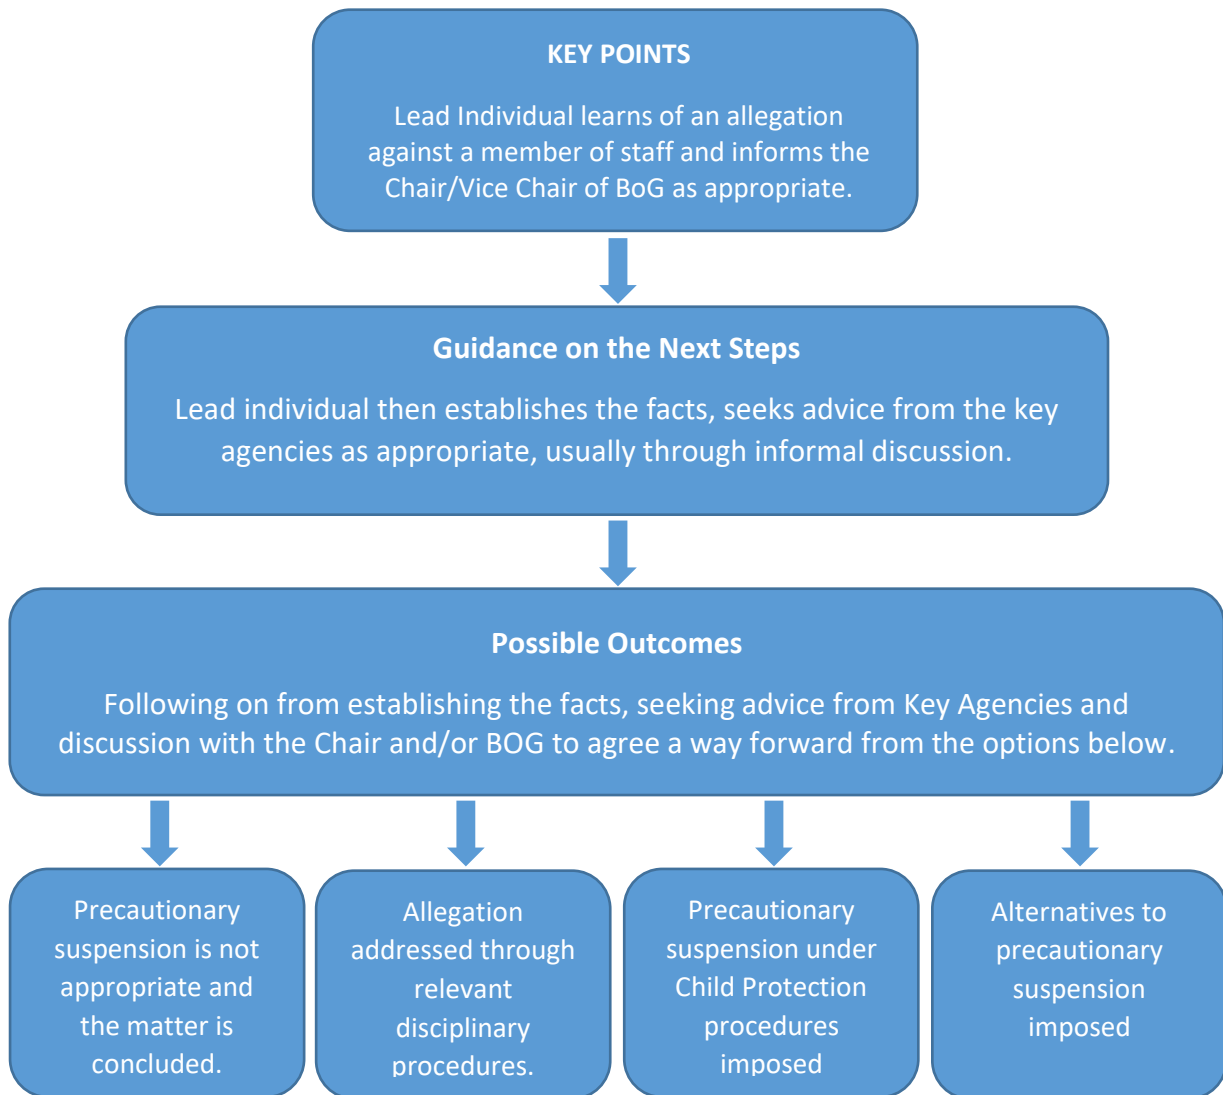 KEY POINTS
Lead Individual learns of an allegation
against a member of staff and informs the
Chair/Vice Chair of BoG as appropriate.
Guidance on the Next Steps
Lead individual then establishes the facts, seeks advice from the key
agencies as appropriate, usually through informal discussion.
Possible Outcomes
Following on from establishing the facts, seeking advice from Key Agencies and
discussion with the Chair and/or BOG to agree a way forward from the options below.
Precautionary
suspension is not
appropriate and
the matter is
concluded.
Allegation
addressed through
relevant
disciplinary
procedures.
Precautionary
suspension under
Child Protection
procedures
imposed
Alternatives to
precautionary
suspension
imposed